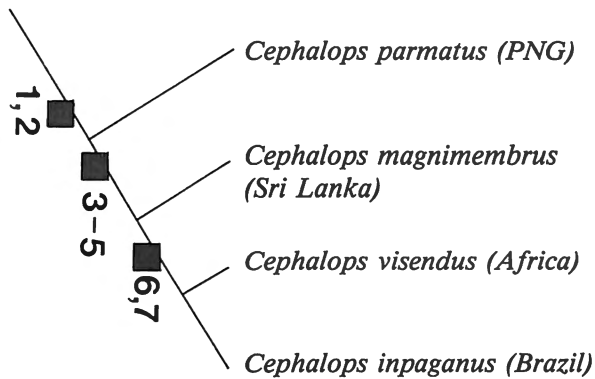 Cephalops parmatus (PNG)
1,2
Cephalops magnimembrus
(Sri Lanka)
3-5
Cephalops visendus (Africa)
6,7
Cephalops inpaganus (Brazil)